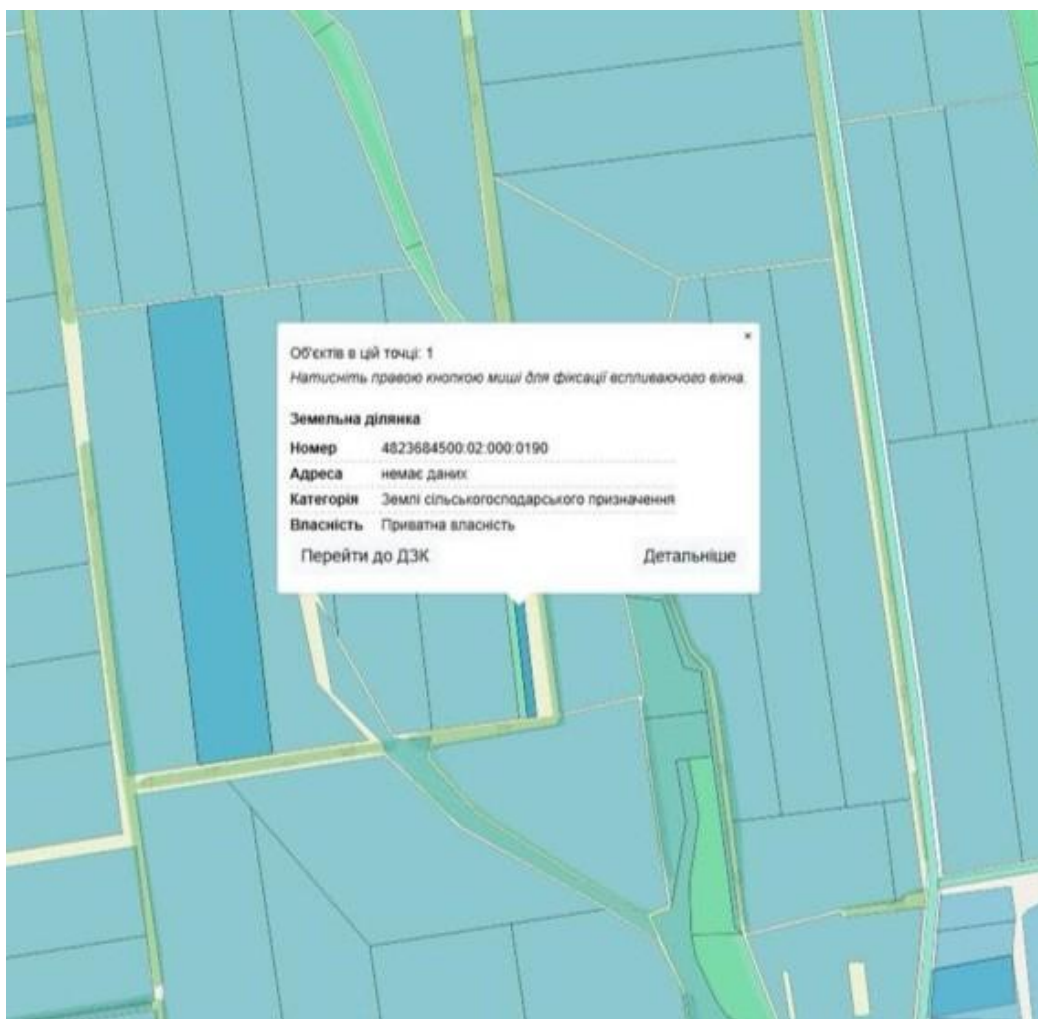 ×
Об'єктів в цій точці: 1
Натисніть правою кнопкою миші для фіксації вспливаючого вікна.
Земельна ділянка
Номер 4823684500:02:000:0190
Адреса немає даних
Категорія Землі сільськогосподарського призначення
Власність Приватна власність
Перейти до ДЗК Детальніше